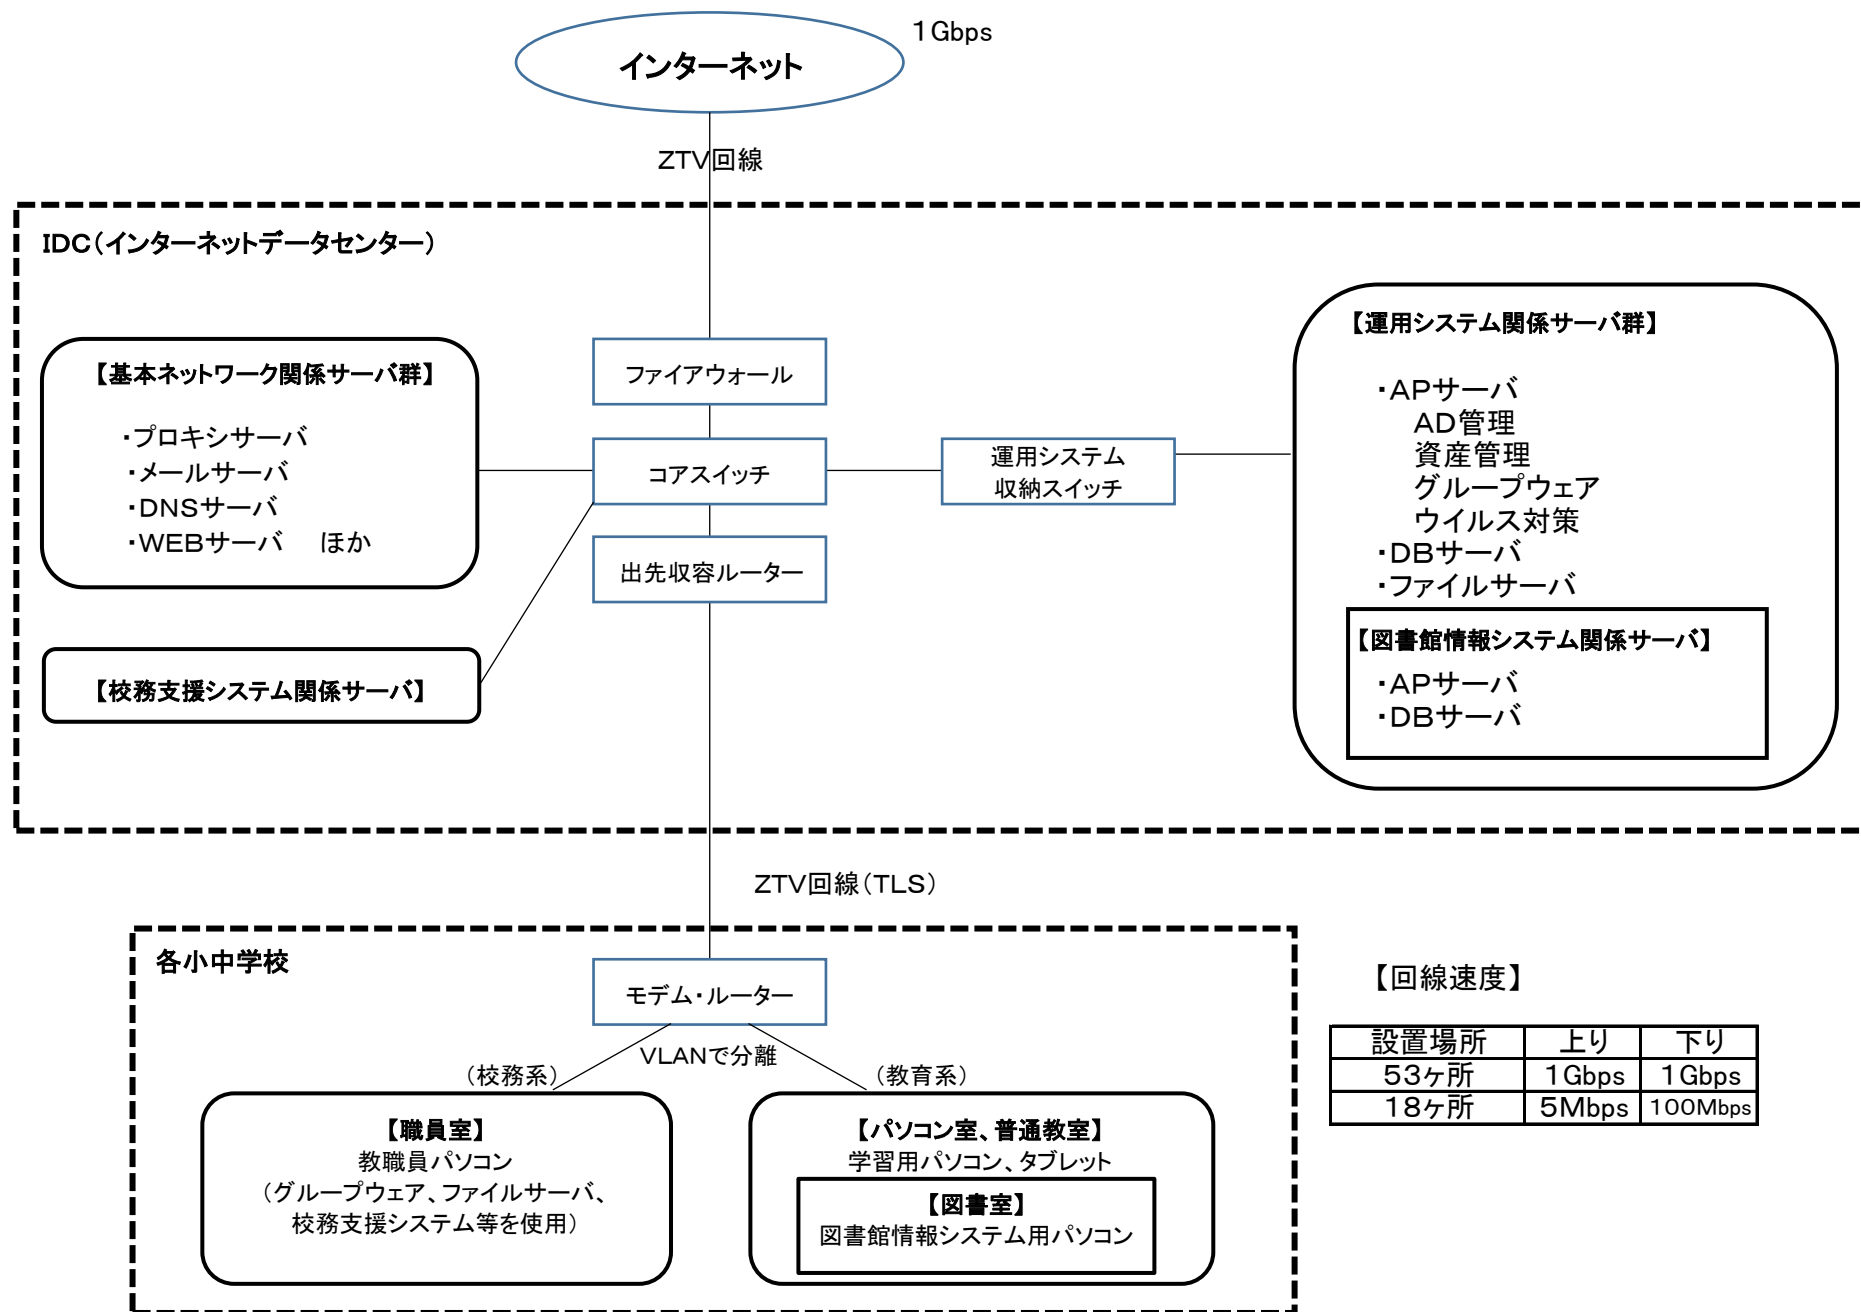 １Gbps
インターネット
ZTV回線
IDC（インターネットデータセンター）
【基本ネットワーク関係サーバ群】
・プロキシサーバ
・メールサーバ
・DNSサーバ
・WEBサーバ　ほか
【校務支援システム関係サーバ】
ファイアウォール
コアスイッチ
出先収容ルーター
運用システム
収納スイッチ
【運用システム関係サーバ群】
・APサーバ
AD管理
資産管理
グループウェア
ウイルス対策
・DBサーバ
・ファイルサーバ
【図書館情報システム関係サーバ】
・APサーバ
・DBサーバ
ZTV回線（TLS）
各小中学校
モデム・ルーター
VLANで分離
（校務系）
（教育系）
【職員室】
教職員パソコン
（グループウェア、ファイルサーバ、
校務支援システム等を使用）
【パソコン室、普通教室】
学習用パソコン、タブレット
【図書室】
図書館情報システム用パソコン
【回線速度】
設置場所　上り　下り
53ヶ所　1Gbps　1Gbps
18ヶ所　5Mbps　100Mbps